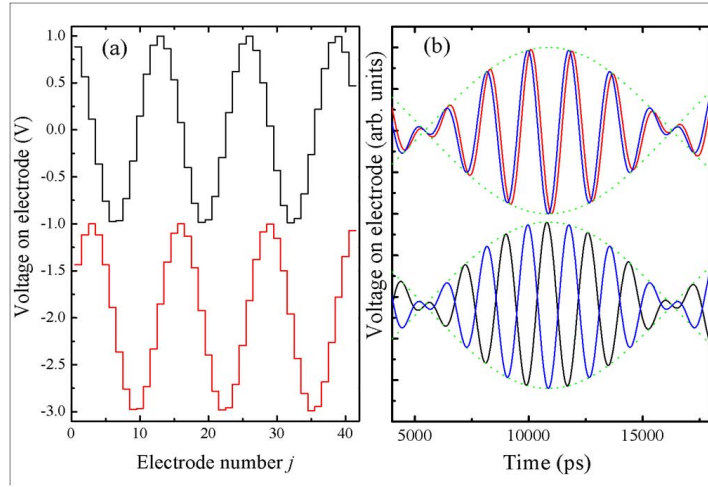 (a)
Voltage on electrode (V)
1.0
0.5
0.0
-0.5
-1.0
-1.5
-2.0
-2.5
-3.0
0
10
20
30
40
Electrode number j
(b)
Voltage on electrode (arb. units)
5000
10000
15000
Time (ps)